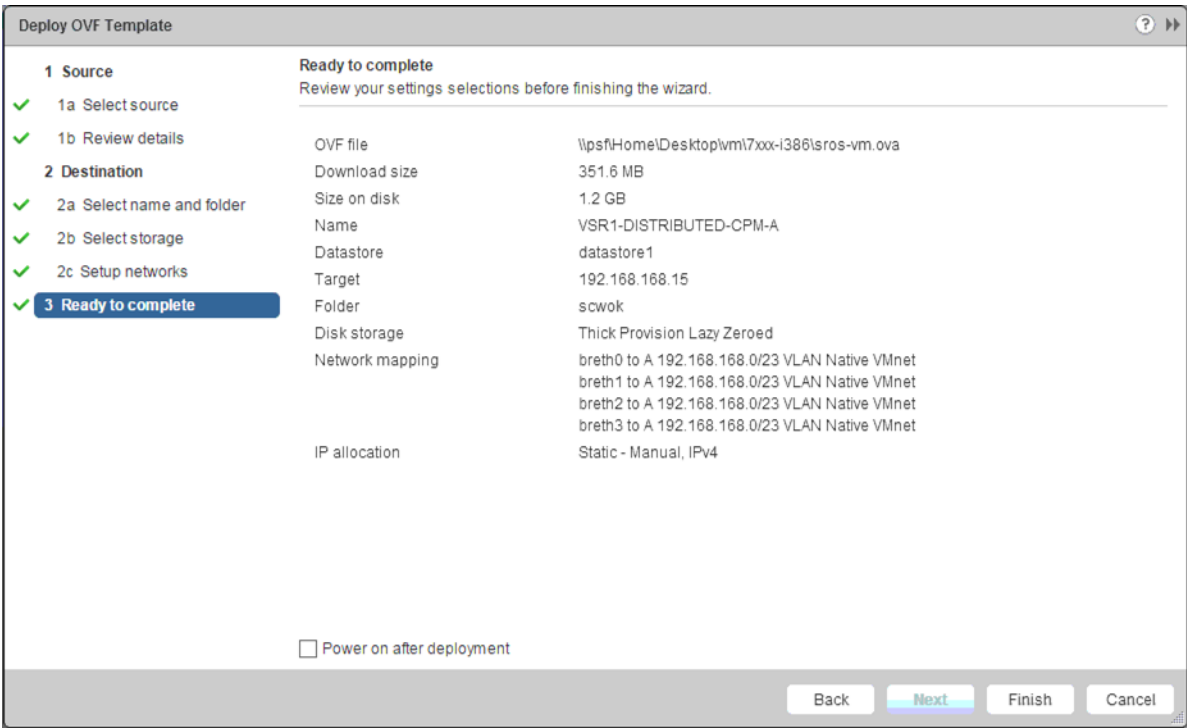 Deploy OVF Template
?
1 Source
1a Select source
1b Review details
2 Destination
2a Select name and folder
2b Select storage
2c Setup networks
3 Ready to complete
Ready to complete
Review your settings selections before finishing the wizard.
OVF file \\psf\Home\Desktop\vm\7xxx-i386\sros-vm.ova
Download size 351.6 MB
Size on disk 1.2 GB
Name VSR1-DISTRIBUTED-CPM-A
Datastore datastore1
Target 192.168.168.15
Folder scwok
Disk storage Thick Provision Lazy Zeroed
Network mapping breth0 to A 192.168.168.0/23 VLAN Native VMnet
breth1 to A 192.168.168.0/23 VLAN Native VMnet
breth2 to A 192.168.168.0/23 VLAN Native VMnet
breth3 to A 192.168.168.0/23 VLAN Native VMnet
IP allocation Static - Manual, IPv4
Power on after deployment
Back Next Finish Cancel